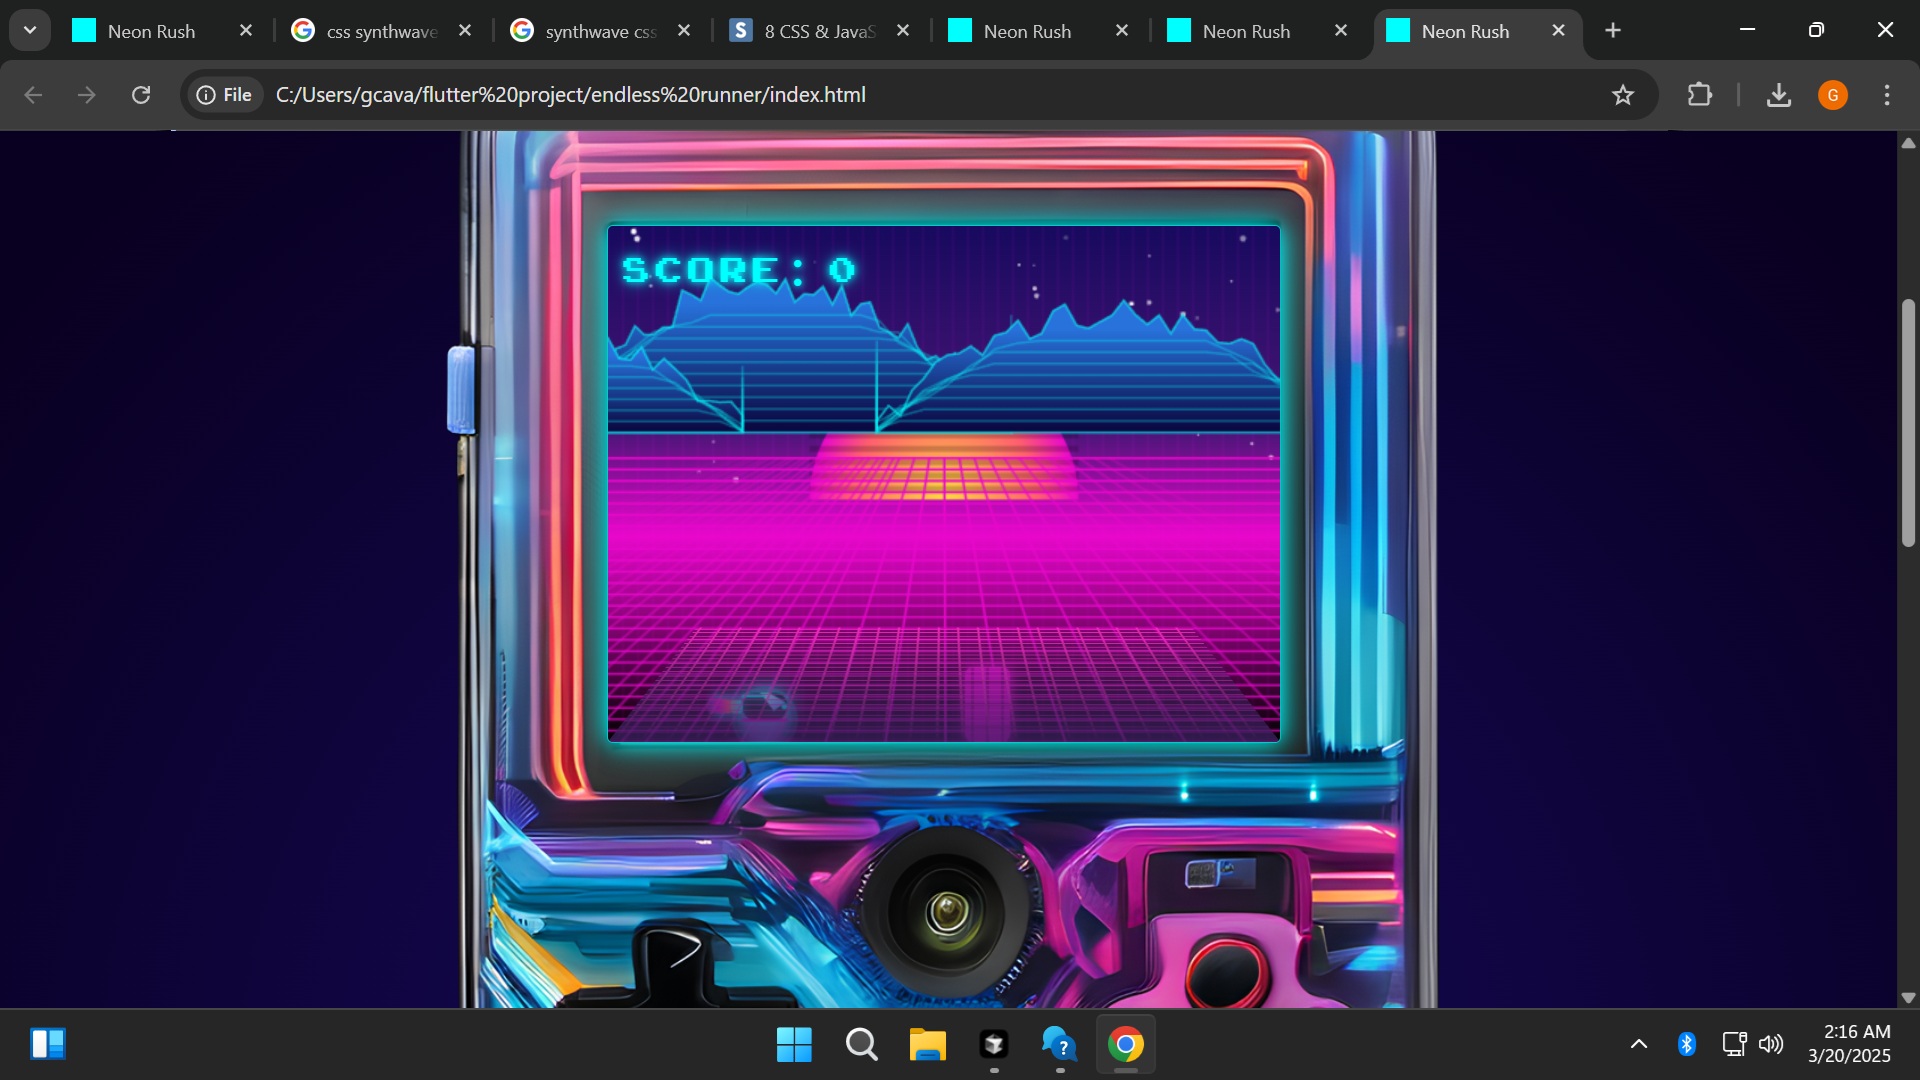 Neon Rush
css synthwave
synthwave css
8 CSS & JavaS
Neon Rush
Neon Rush
Neon Rush
File
C:/Users/gcava/flutter%20project/endless%20runner/index.html
G
SCORE: 0
2:16 AM
3/20/2025